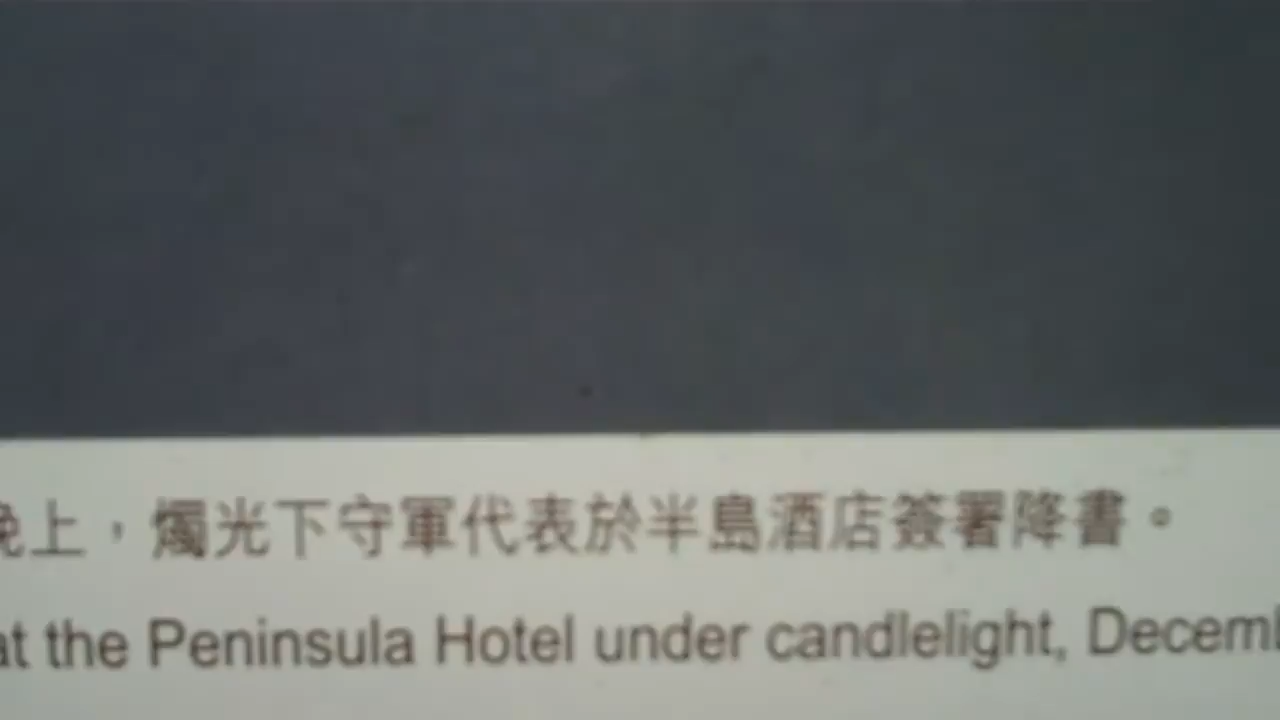 晚上，燭光下守軍代表於半島酒店簽署降書。
at the Peninsula Hotel under candlelight, Decem